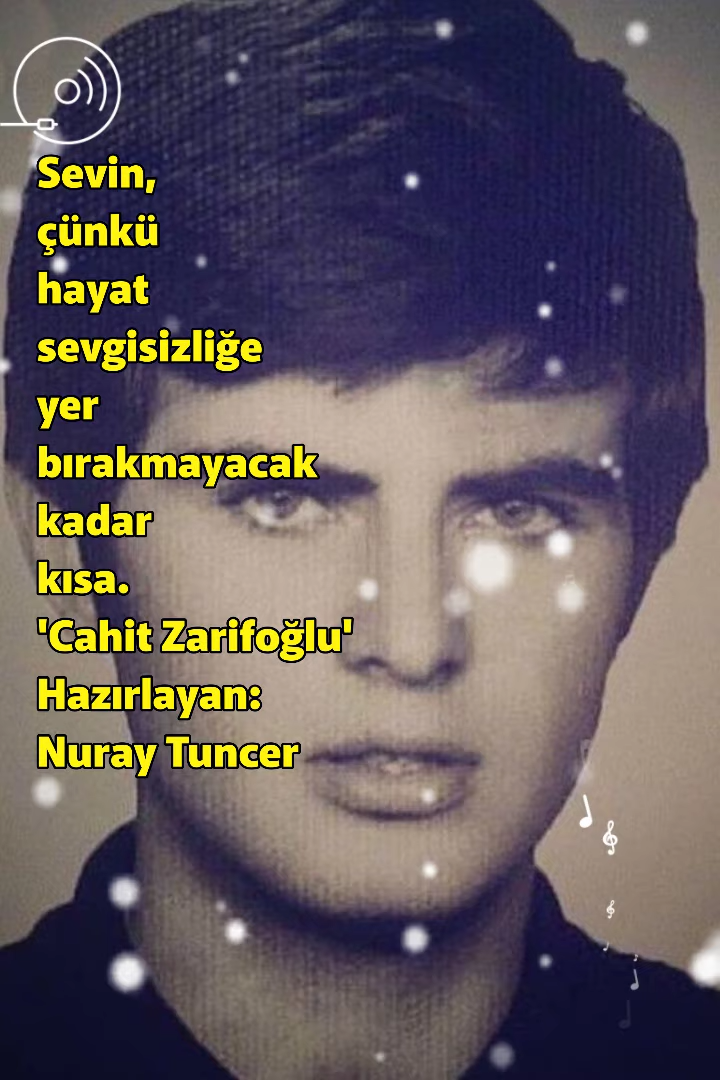 Sevin,
çünkü
hayat
sevgisizliğe
yer
bırakmayacak
kadar
kısa.
'Cahit Zarifoğlu'
Hazırlayan:
Nuray Tuncer